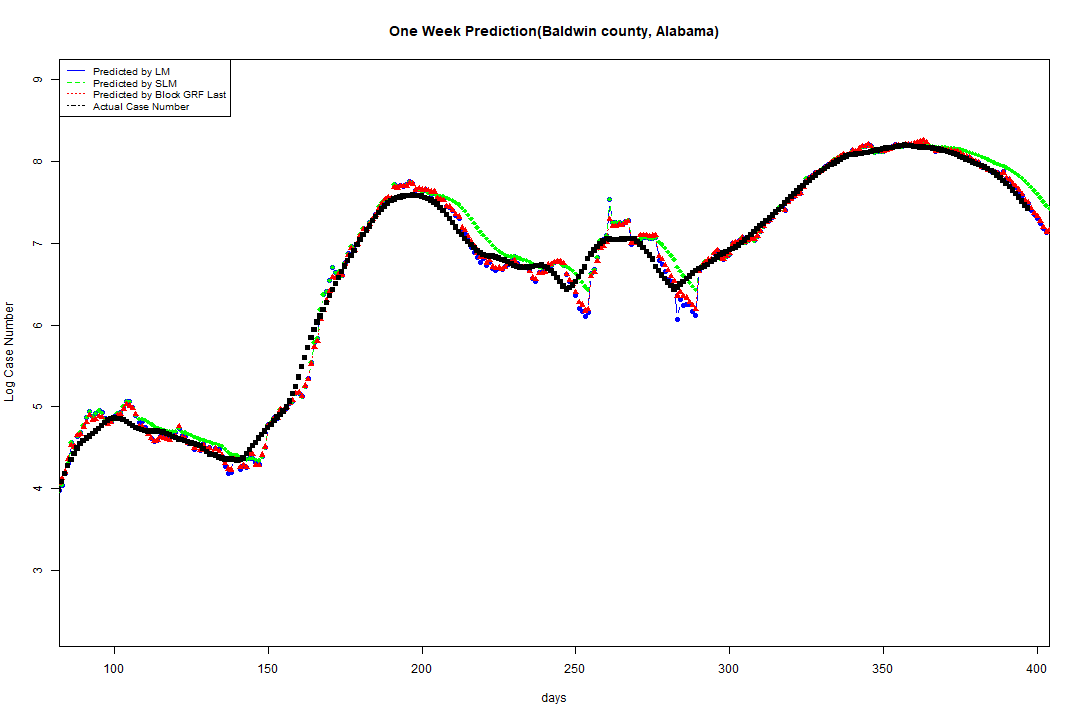 One Week Prediction(Baldwin county, Alabama)
Predicted by LM
Predicted by SLM
Predicted by Block GRF Last
Actual Case Number
9
8
7
6
5
4
3
Log Case Number
100 150 200 250 300 350 400
days